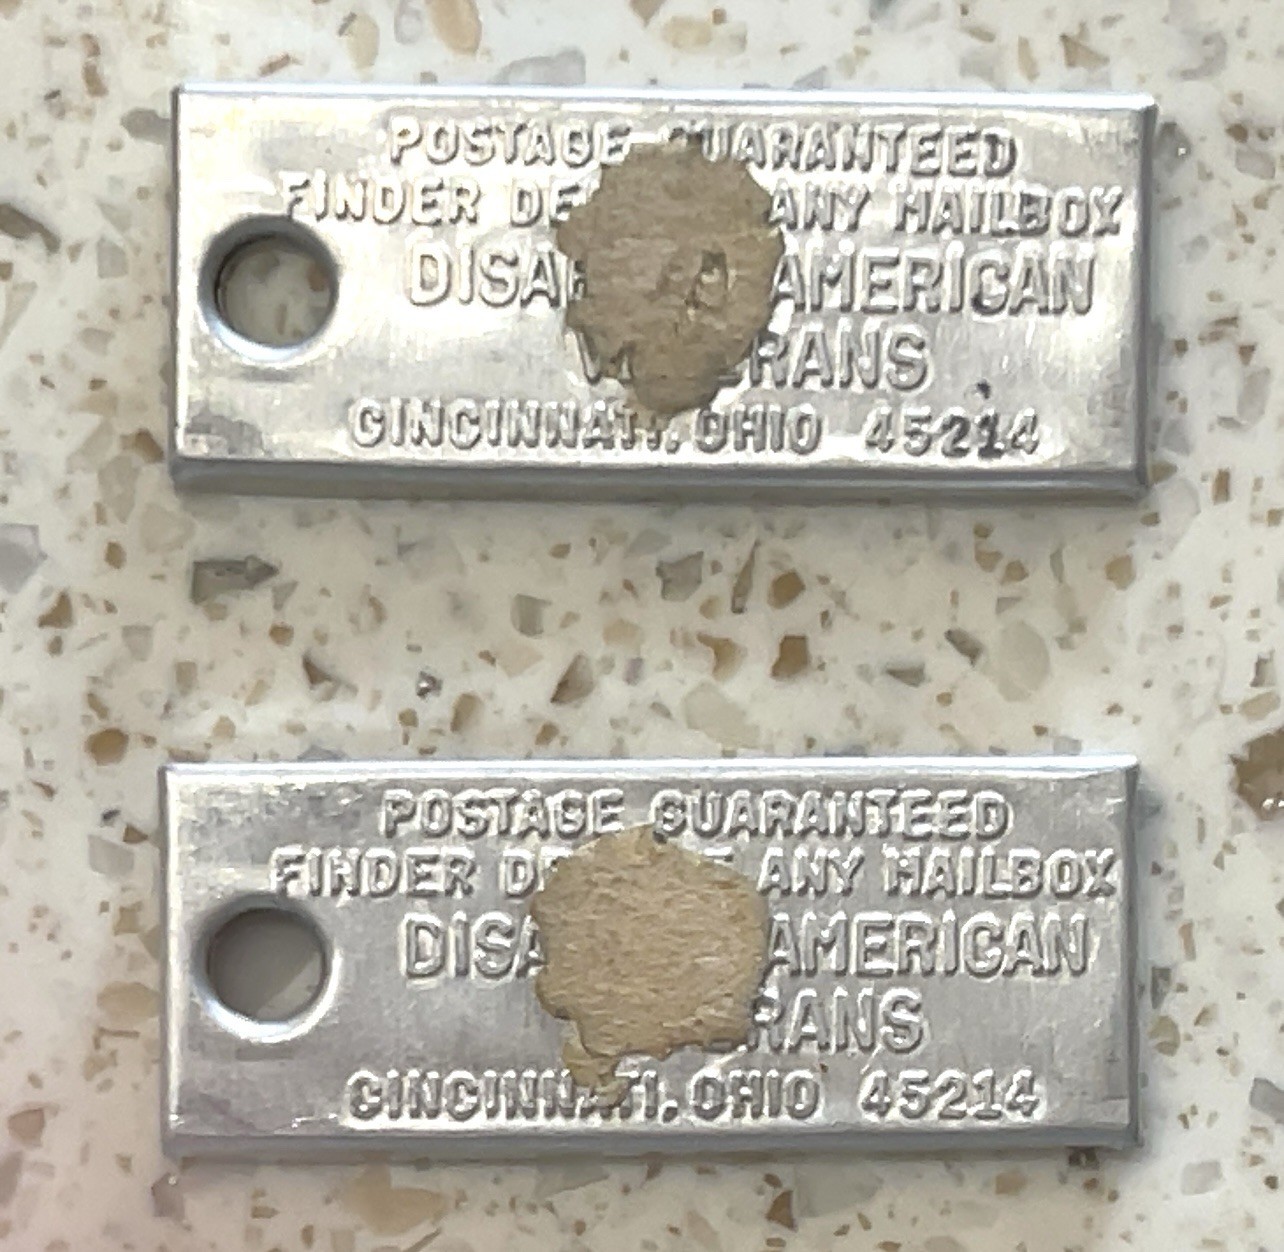 POSTAGE GUARANTEED
FINDER ANY MAILBOX
AMERICAN
CINCINNATI, OHIO 45214
POSTAGE GUARANTEED
FINDER ANY MAILBOX
AMERICAN
CINCINNATI, OHIO 45214